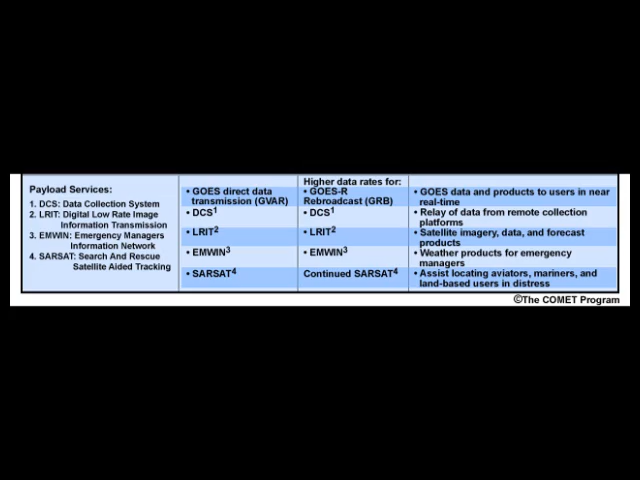 Payload Services:
1. DCS: Data Collection System
2. LRIT: Digital Low Rate Image
Information Transmission
3. EMWIN: Emergency Managers
Information Network
4. SARSAT: Search And Rescue
Satellite Aided Tracking
• GOES direct data
transmission (GVAR)
• DCS1
• LRIT2
• EMWIN3
• SARSAT4
Higher data rates for:
• GOES-R
Rebroadcast (GRB)
• DCS1
• LRIT2
• EMWIN3
Continued SARSAT4
• GOES data and products to users in near
real-time
• Relay of data from remote collection
platforms
• Satellite imagery, data, and forecast
products
• Weather products for emergency
managers
• Assist locating aviators, mariners, and
land-based users in distress
©The COMET Program